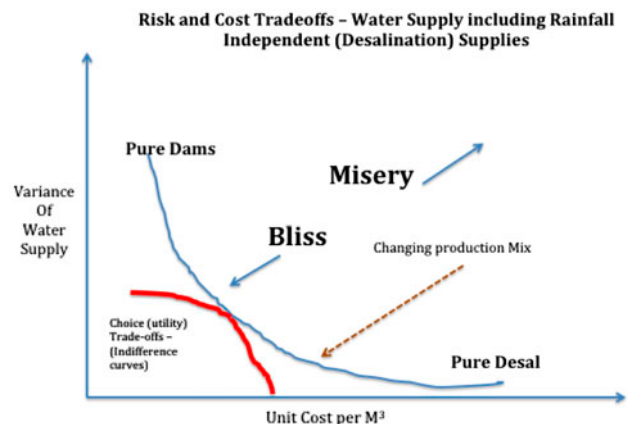 Risk and Cost Tradeoffs – Water Supply including Rainfall
Independent (Desalination) Supplies
Pure Dams
Misery
Variance
Of
Water
Supply
Bliss
Changing production Mix
Choice (utility)
Trade-offs –
(Indifference
curves)
Pure Desal
Unit Cost per M³